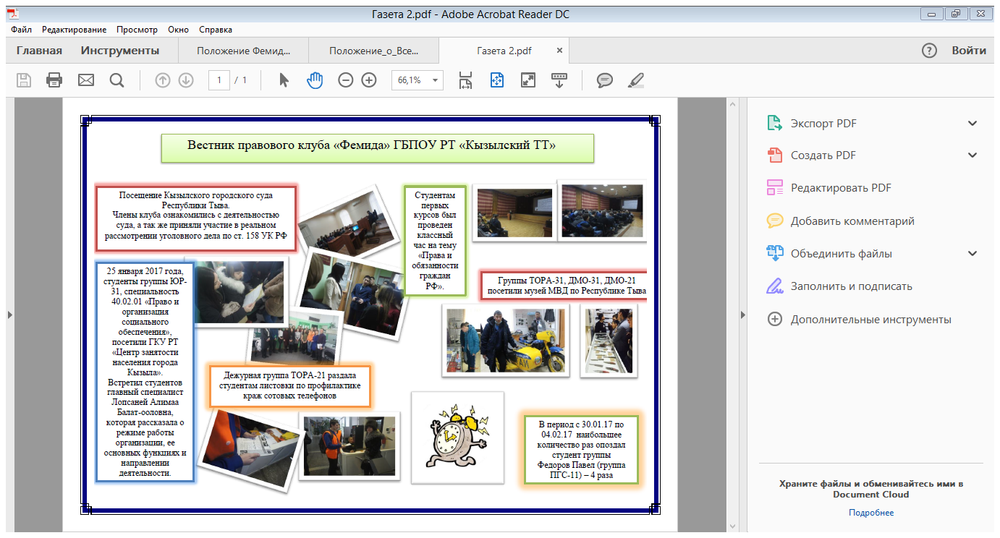 Газета 2.pdf - Adobe Acrobat Reader DC
Файл Редактирование Просмотр Окно Справка
Главная Инструменты Положение Фемид... Положение_о_Все... Газета 2.pdf × ? Войти
1 / 1 66,1%
Вестник правового клуба «Фемида» ГБПОУ РТ «Кызылский ТТ»
Посещение Кызылского городского суда
Республики Тыва.
Члены клуба ознакомились с деятельностью
суда, а так же приняли участие в реальном
рассмотрении уголовного дела по ст. 158 УК РФ
Студентам
первых
курсов был
проведен
классный
час на тему
«Права и
обязанности
граждан
РФ».
25 января 2017 года,
студенты группы ЮР-
31, специальность
40.02.01 «Право и
организация
социального
обеспечения»,
посетили ГКУ РТ
«Центр занятости
населения города
Кызыла».
Встретил студентов
главный специалист
Лопсаней Алимаа
Балат-ооловна,
которая рассказала о
режиме работы
организации, ее
основных функциях и
направлении
деятельности.
Группы ТОРА-31, ДМО-31, ДМО-21
посетили музей МВД по Республике Тыва
Дежурная группа ТОРА-21 раздала
студентам листовки по профилактике
краж сотовых телефонов
В период с 30.01.17 по
04.02.17 наибольшее
количество раз опоздал
студент группы
Федоров Павел (группа
ПГС-11) – 4 раза
Экспорт PDF
Создать PDF
Редактировать PDF
Добавить комментарий
Объединить файлы
Заполнить и подписать
Дополнительные инструменты
Храните файлы и обменивайтесь ими в
Document Cloud
Подробнее